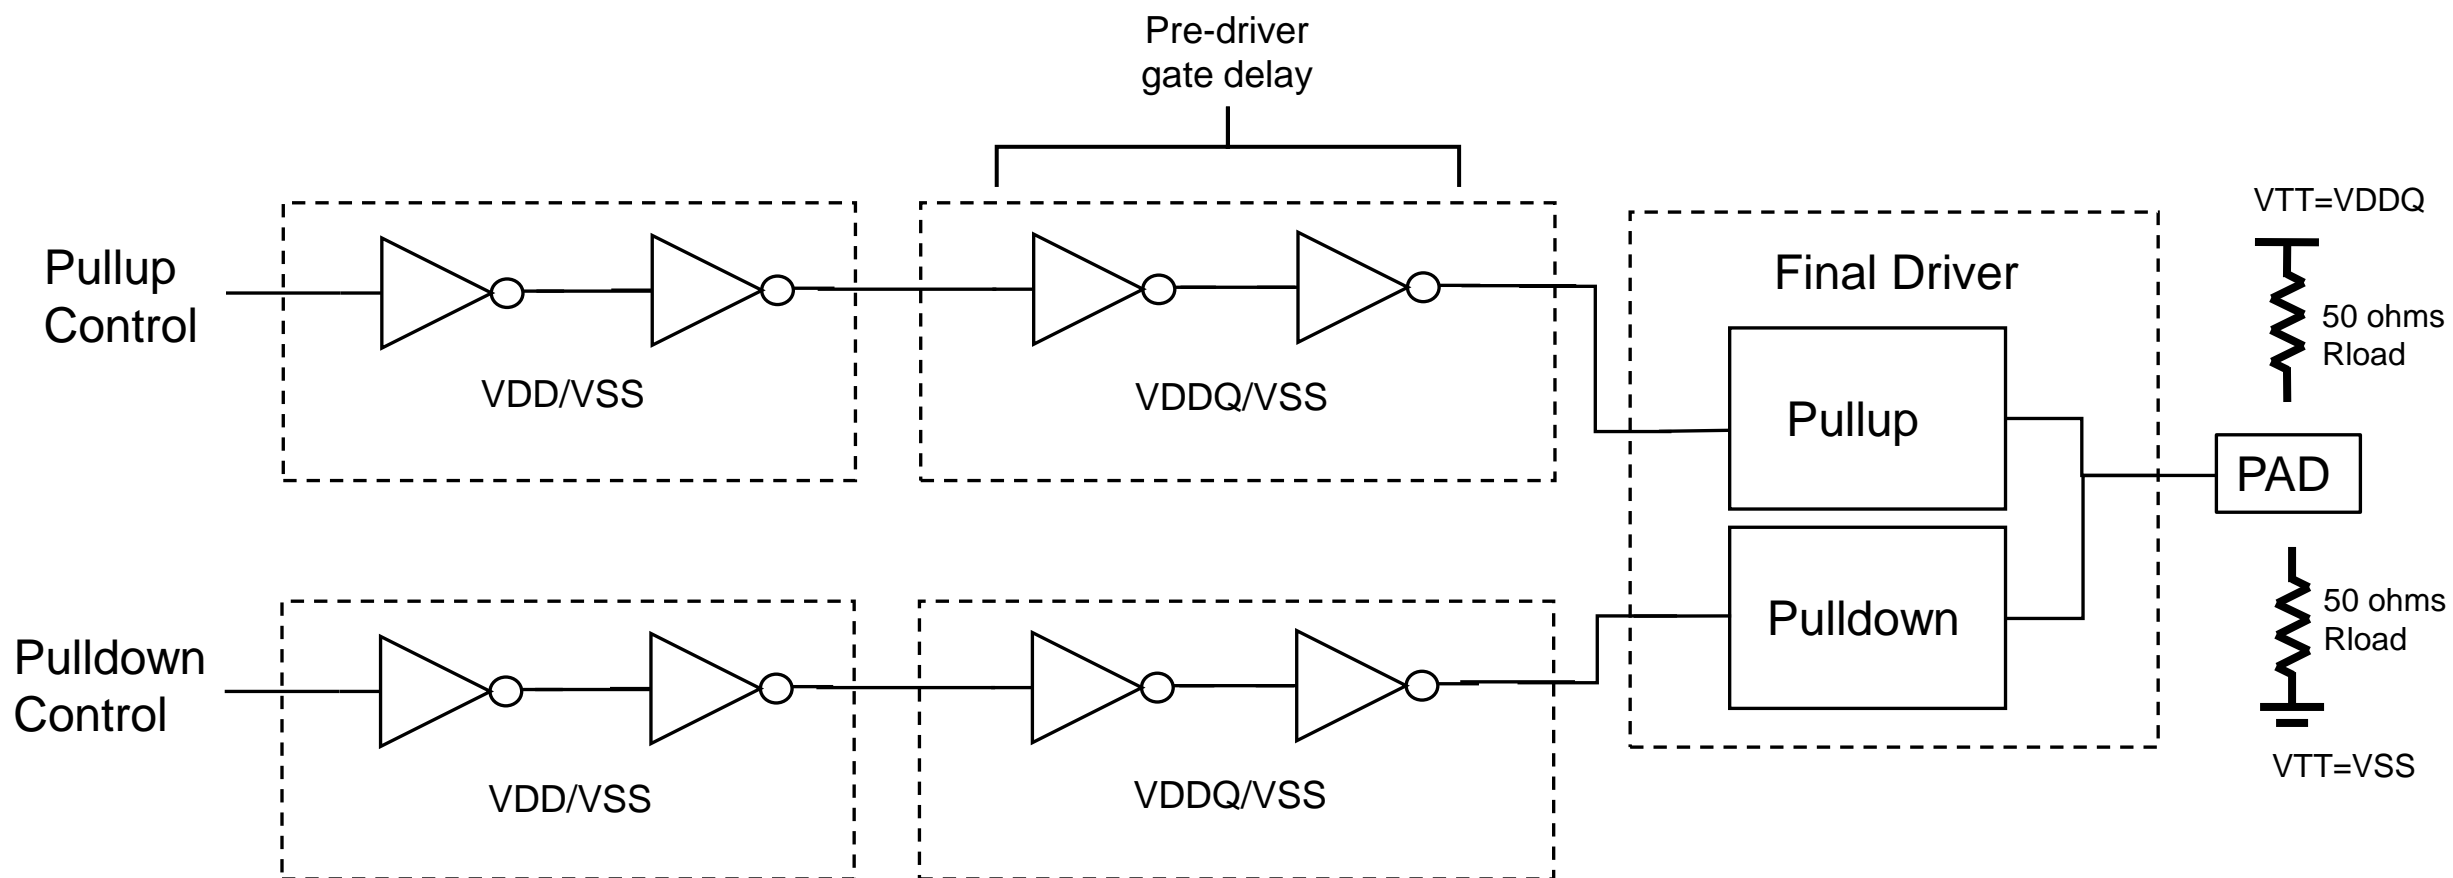 Pre-driver
gate delay
VTT=VDDQ
Pullup
Control
Final Driver
50 ohms
Rload
VDD/VSS
VDDQ/VSS
Pullup
PAD
Pulldown
50 ohms
Rload
Pulldown
Control
VTT=VSS
VDD/VSS
VDDQ/VSS